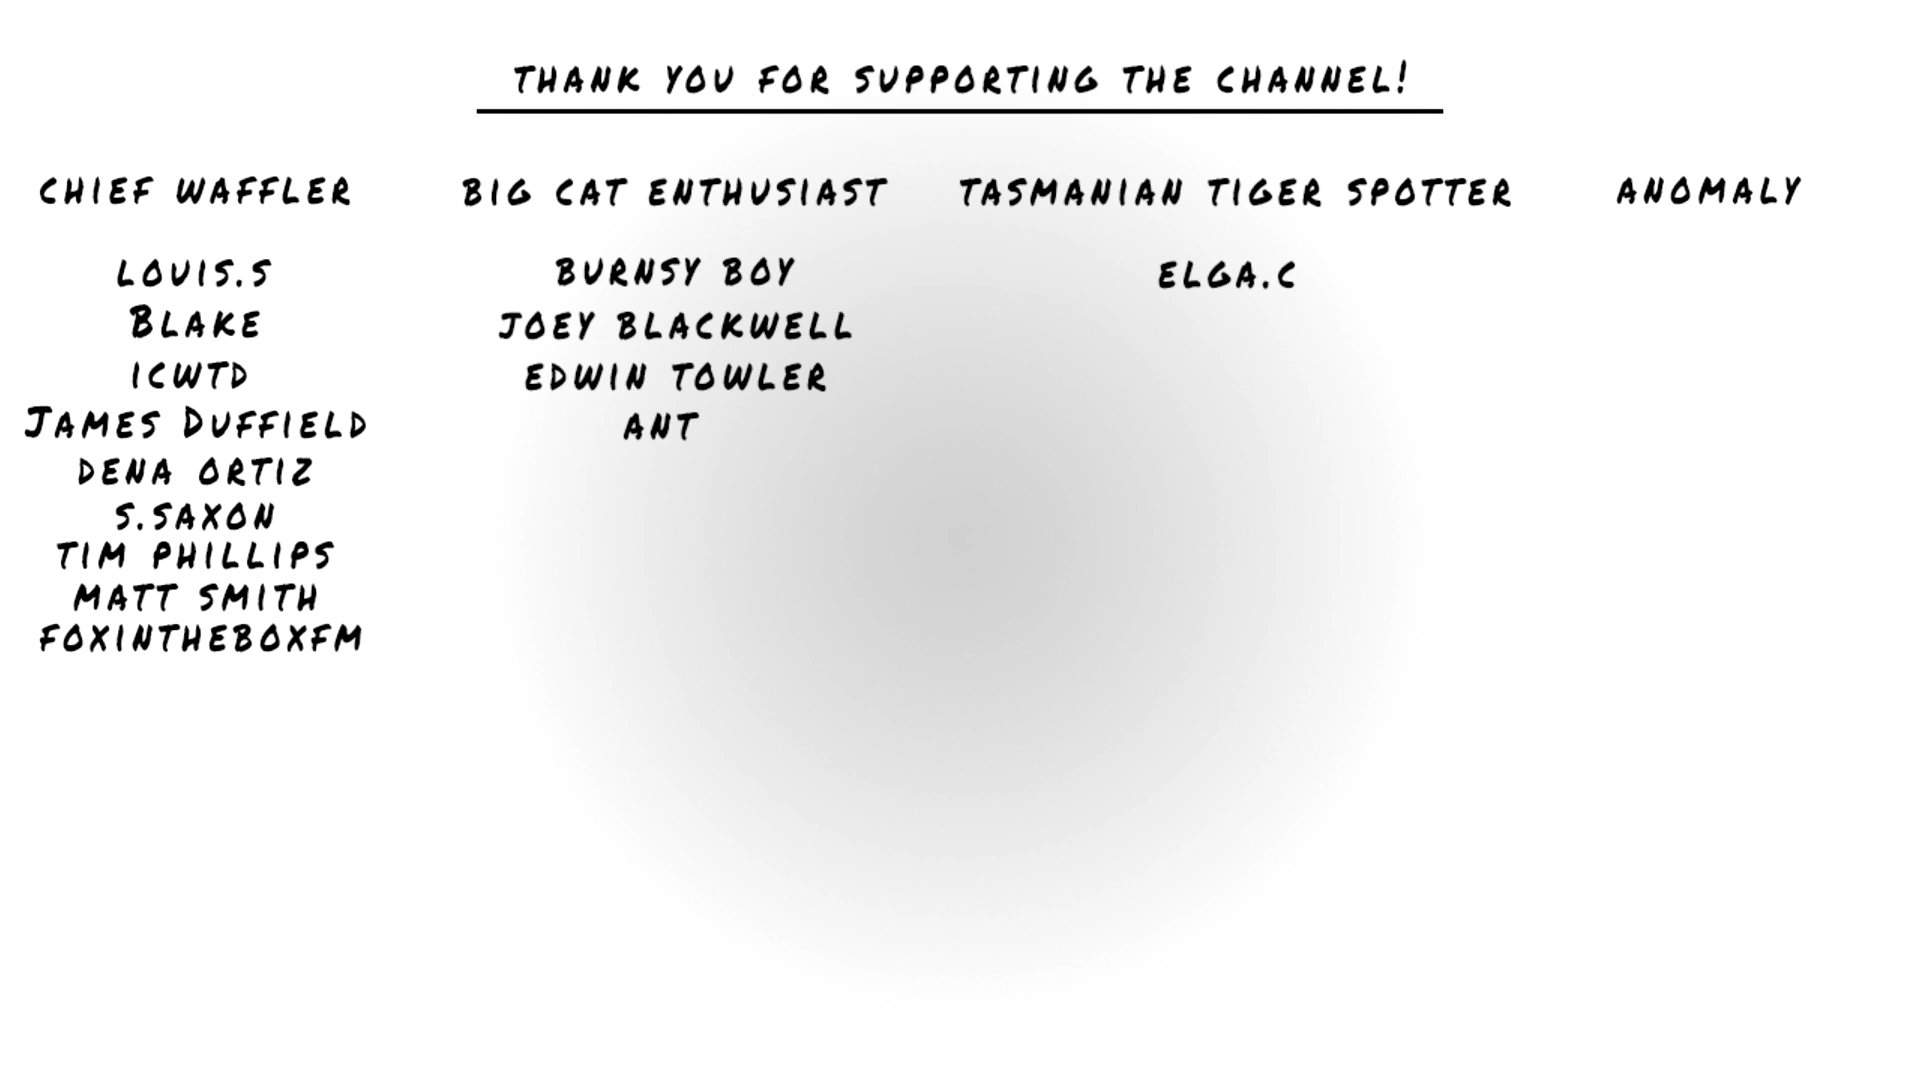 THANK YOU FOR SUPPORTING THE CHANNEL!
CHIEF WAFFLER
LOUIS.S
BLAKE
ICWTD
JAMES DUFFIELD
DENA ORTIZ
S.SAXON
TIM PHILLIPS
MATT SMITH
FOXINTHEBOXFM
BIG CAT ENTHUSIAST
BURNSY BOY
JOEY BLACKWELL
EDWIN TOWLER
ANT
TASMANIAN TIGER SPOTTER
ELGA.C
ANOMALY